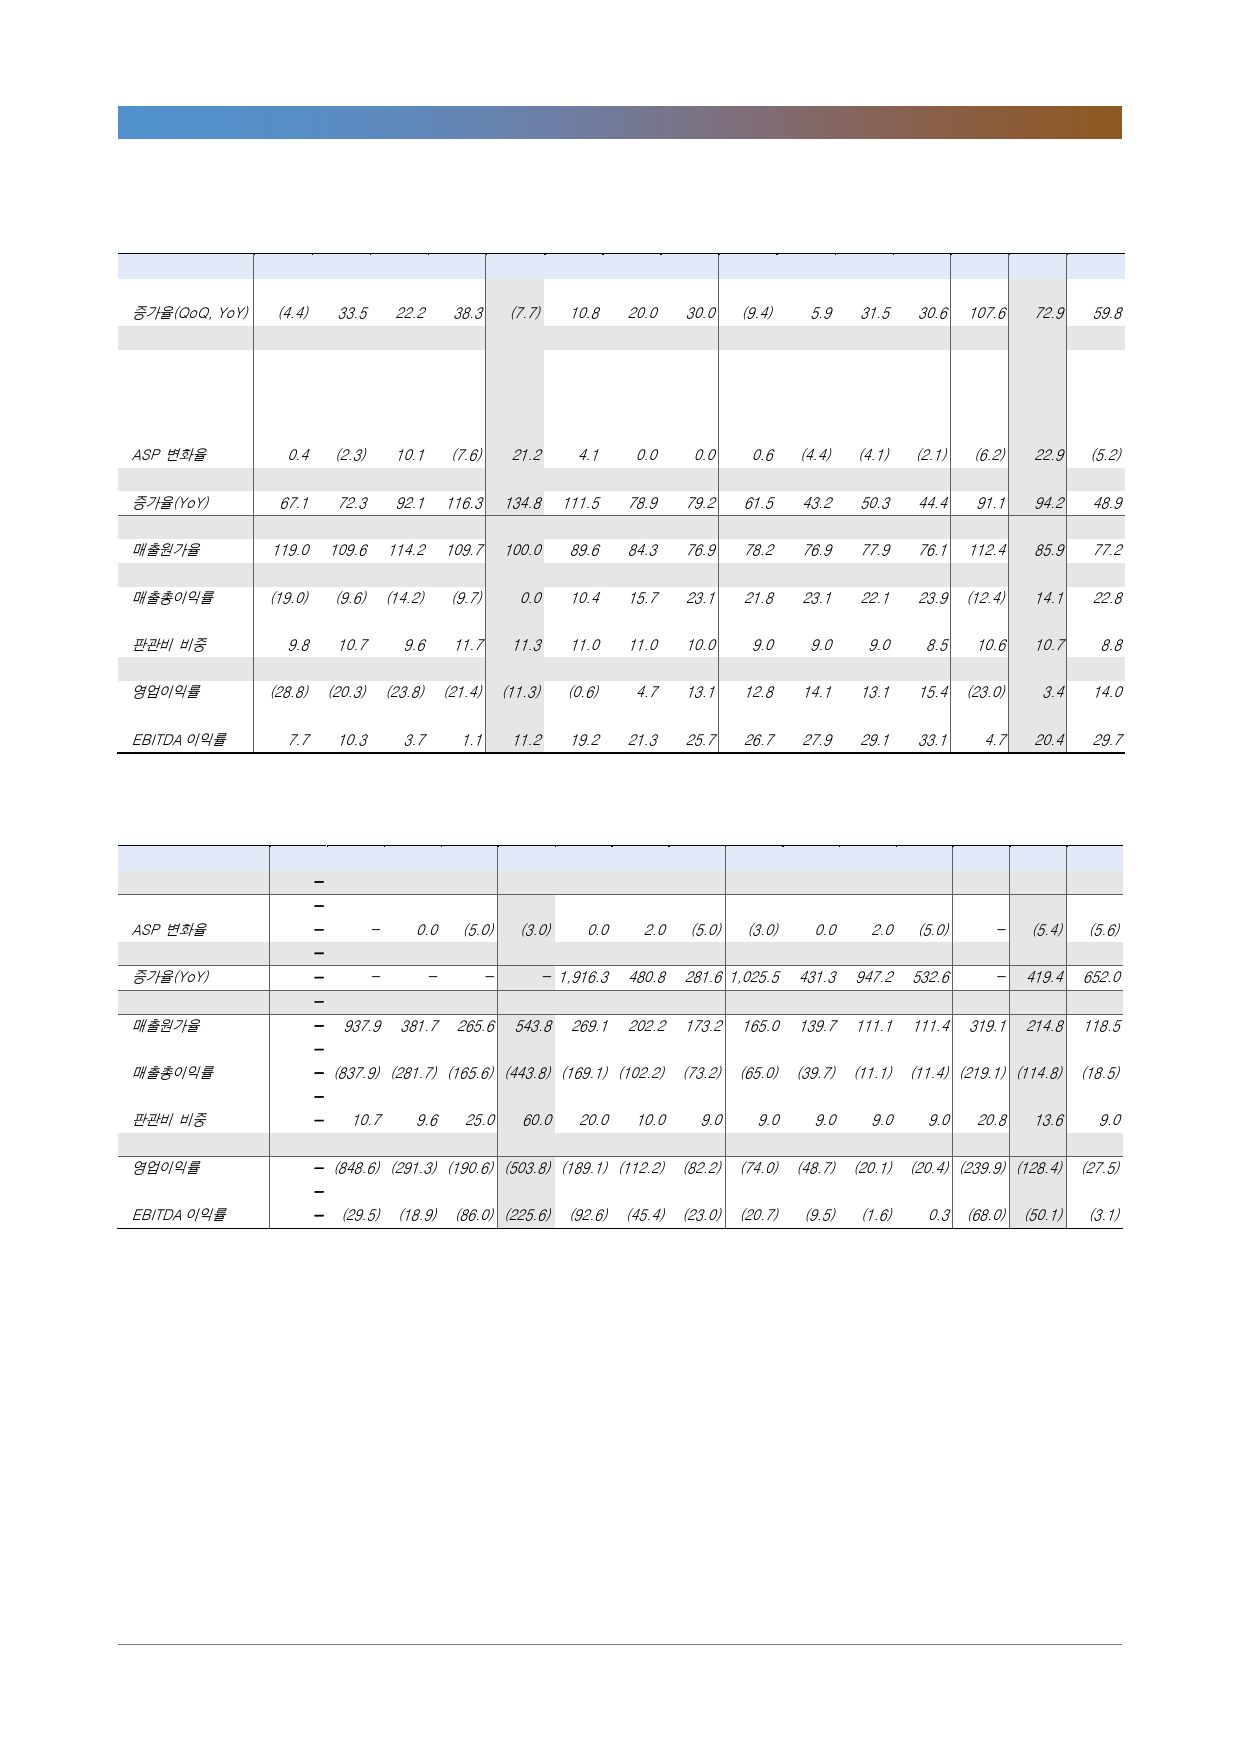 증가율(QoQ, YoY) (4.4) 33.5 22.2 38.3 (7.7) 10.8 20.0 30.0 (9.4) 5.9 31.5 30.6 107.6 72.9 59.8
ASP 변화율 0.4 (2.3) 10.1 (7.6) 21.2 4.1 0.0 0.0 0.6 (4.4) (4.1) (2.1) (6.2) 22.9 (5.2)
증가율(YoY) 67.1 72.3 92.1 116.3 134.8 111.5 78.9 79.2 61.5 43.2 50.3 44.4 91.1 94.2 48.9
매출원가율 119.0 109.6 114.2 109.7 100.0 89.6 84.3 76.9 78.2 76.9 77.9 76.1 112.4 85.9 77.2
매출총이익률 (19.0) (9.6) (14.2) (9.7) 0.0 10.4 15.7 23.1 21.8 23.1 22.1 23.9 (12.4) 14.1 22.8
판관비 비중 9.8 10.7 9.6 11.7 11.3 11.0 11.0 10.0 9.0 9.0 9.0 8.5 10.6 10.7 8.8
영업이익률 (28.8) (20.3) (23.8) (21.4) (11.3) (0.6) 4.7 13.1 12.8 14.1 13.1 15.4 (23.0) 3.4 14.0
EBITDA 이익률 7.7 10.3 3.7 1.1 11.2 19.2 21.3 25.7 26.7 27.9 29.1 33.1 4.7 20.4 29.7
–
–
ASP 변화율 – – 0.0 (5.0) (3.0) 0.0 2.0 (5.0) (3.0) 0.0 2.0 (5.0) – (5.4) (5.6)
–
증가율(YoY) – – – – – 1,916.3 480.8 281.6 1,025.5 431.3 947.2 532.6 – 419.4 652.0
–
매출원가율 – 937.9 381.7 265.6 543.8 269.1 202.2 173.2 165.0 139.7 111.1 111.4 319.1 214.8 118.5
–
매출총이익률 – (837.9) (281.7) (165.6) (443.8) (169.1) (102.2) (73.2) (65.0) (39.7) (11.1) (11.4) (219.1) (114.8) (18.5)
–
판관비 비중 – 10.7 9.6 25.0 60.0 20.0 10.0 9.0 9.0 9.0 9.0 9.0 20.8 13.6 9.0
영업이익률 – (848.6) (291.3) (190.6) (503.8) (189.1) (112.2) (82.2) (74.0) (48.7) (20.1) (20.4) (239.9) (128.4) (27.5)
–
EBITDA 이익률 – (29.5) (18.9) (86.0) (225.6) (92.6) (45.4) (23.0) (20.7) (9.5) (1.6) 0.3 (68.0) (50.1) (3.1)